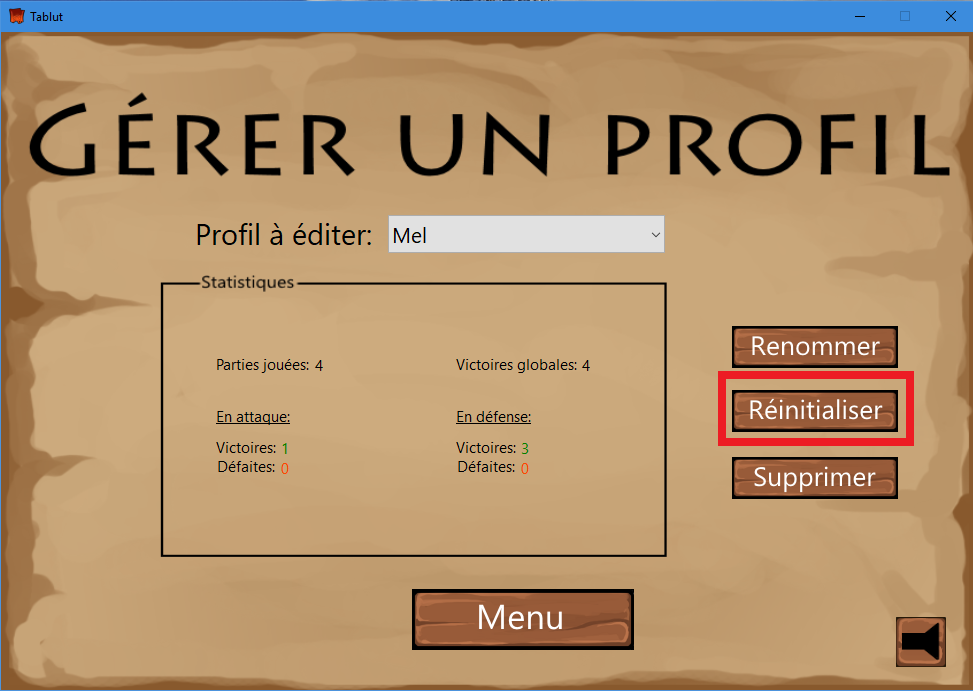 Tablut
GÉRER UN PROFIL
Profil à éditer: Mel
Statistiques
Parties jouées: 4 Victoires globales: 4
En attaque: En défense:
Victoires: 1 Victoires: 3
Défaites: 0 Défaites: 0
Renommer
Réinitialiser
Supprimer
Menu